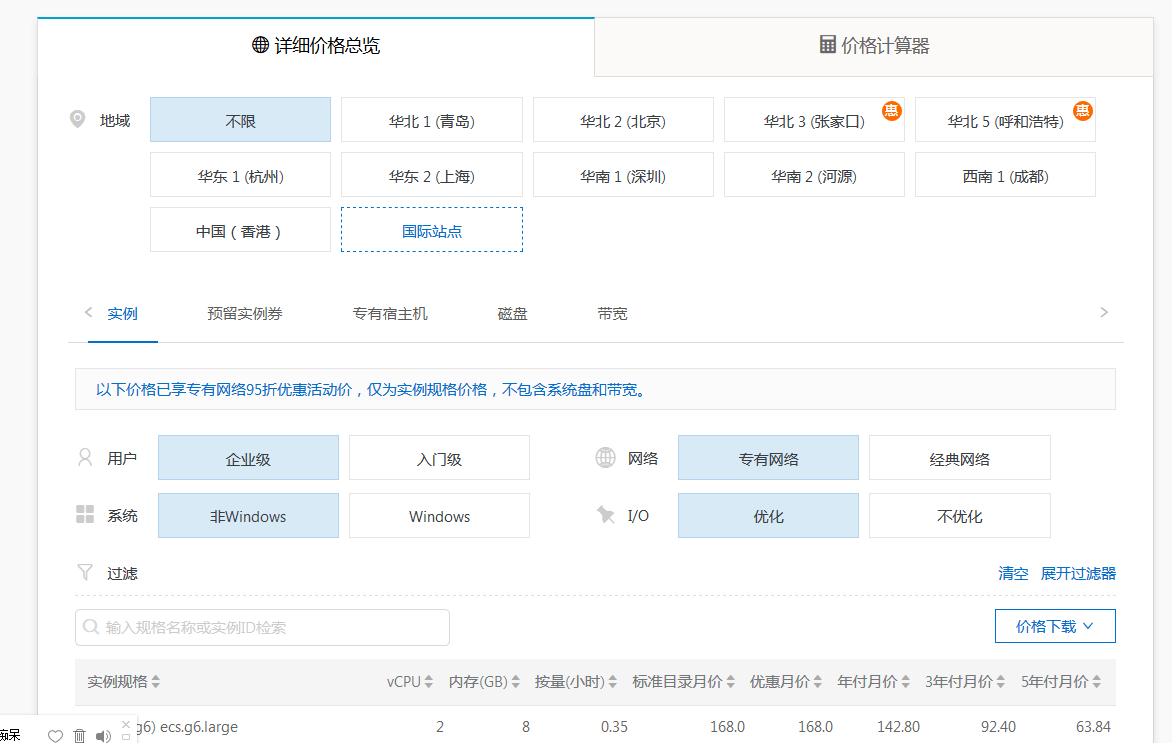 详细价格总览 价格计算器
地域 不限 华北 1 (青岛) 华北 2 (北京) 华北 3 (张家口) 惠 华北 5 (呼和浩特) 惠
华东 1 (杭州) 华东 2 (上海) 华南 1 (深圳) 华南 2 (河源) 西南 1 (成都)
中国 ( 香港 ) 国际站点
实例 预留实例券 专有宿主机 磁盘 带宽
以下价格已享专有网络95折优惠活动价，仅为实例规格价格，不包含系统盘和带宽。
用户 企业级 入门级 网络 专有网络 经典网络
系统 非Windows Windows I/O 优化 不优化
过滤 清空 展开过滤器
输入规格名称或实例ID检索 价格下载
实例规格 vCPU 内存(GB) 按量(小时) 标准目录月价 优惠月价 年付月价 3年付月价 5年付月价
g6) ecs.g6.large 2 8 0.35 168.0 168.0 142.80 92.40 63.84
痴呆